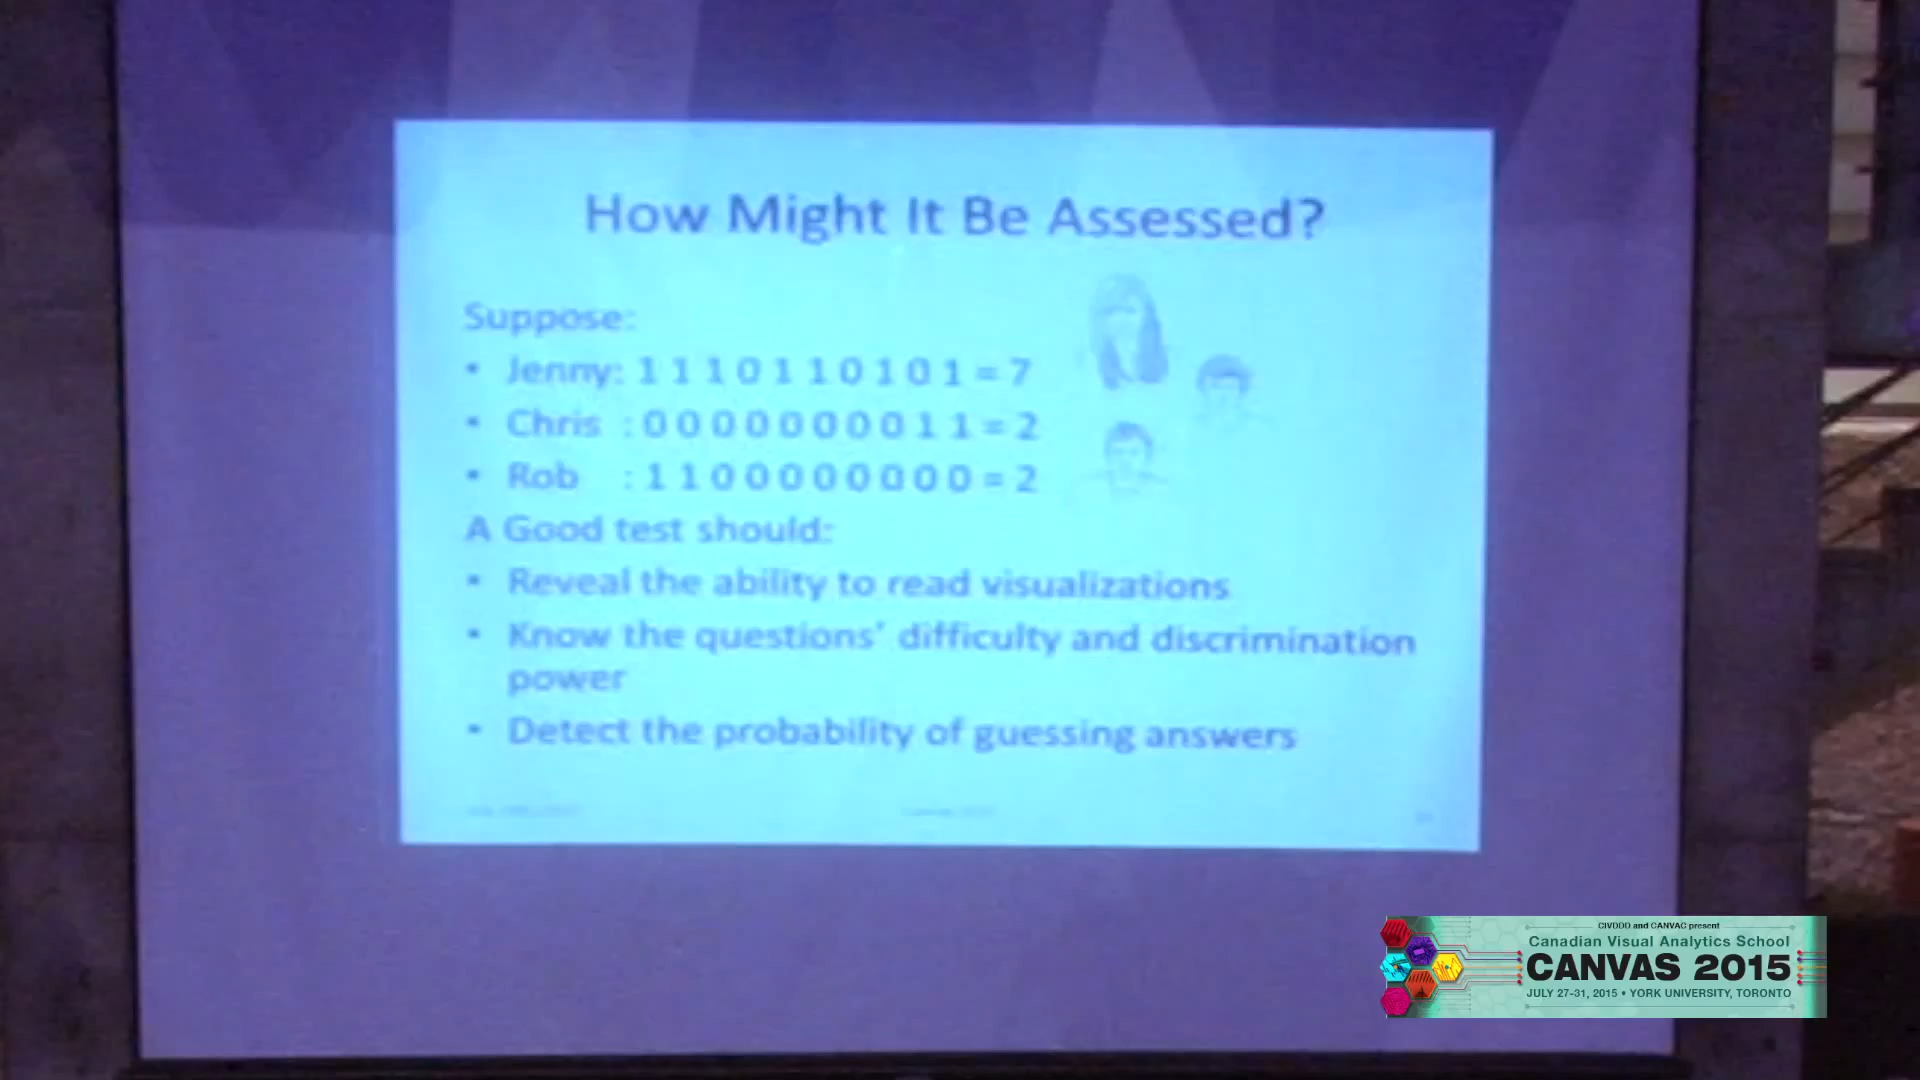 How Might It Be Assessed?
Suppose:
• Jenny: 1 1 1 0 1 1 0 1 0 1 = 7
• Chris : 0 0 0 0 0 0 0 0 1 1 = 2
• Rob : 1 1 0 0 0 0 0 0 0 0 = 2
A Good test should:
• Reveal the ability to read visualizations
• Know the questions' difficulty and discrimination
power
• Detect the probability of guessing answers
CIVDDD and CANVAC present
Canadian Visual Analytics School
CANVAS 2015
JULY 27-31, 2015 • YORK UNIVERSITY, TORONTO